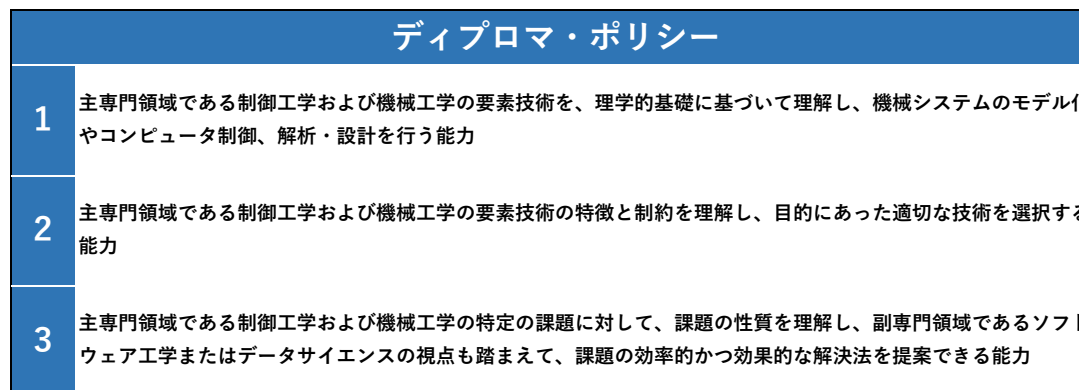 ディプロマ・ポリシー
1
主専門領域である制御工学および機械工学の要素技術を、理学的基礎に基づいて理解し、機械システムのモデル化
やコンピュータ制御、解析・設計を行う能力
2
主専門領域である制御工学および機械工学の要素技術の特徴と制約を理解し、目的にあった適切な技術を選択する
能力
3
主専門領域である制御工学および機械工学の特定の課題に対して、課題の性質を理解し、副専門領域であるソフト
ウェア工学またはデータサイエンスの視点も踏まえて、課題の効率的かつ効果的な解決法を提案できる能力